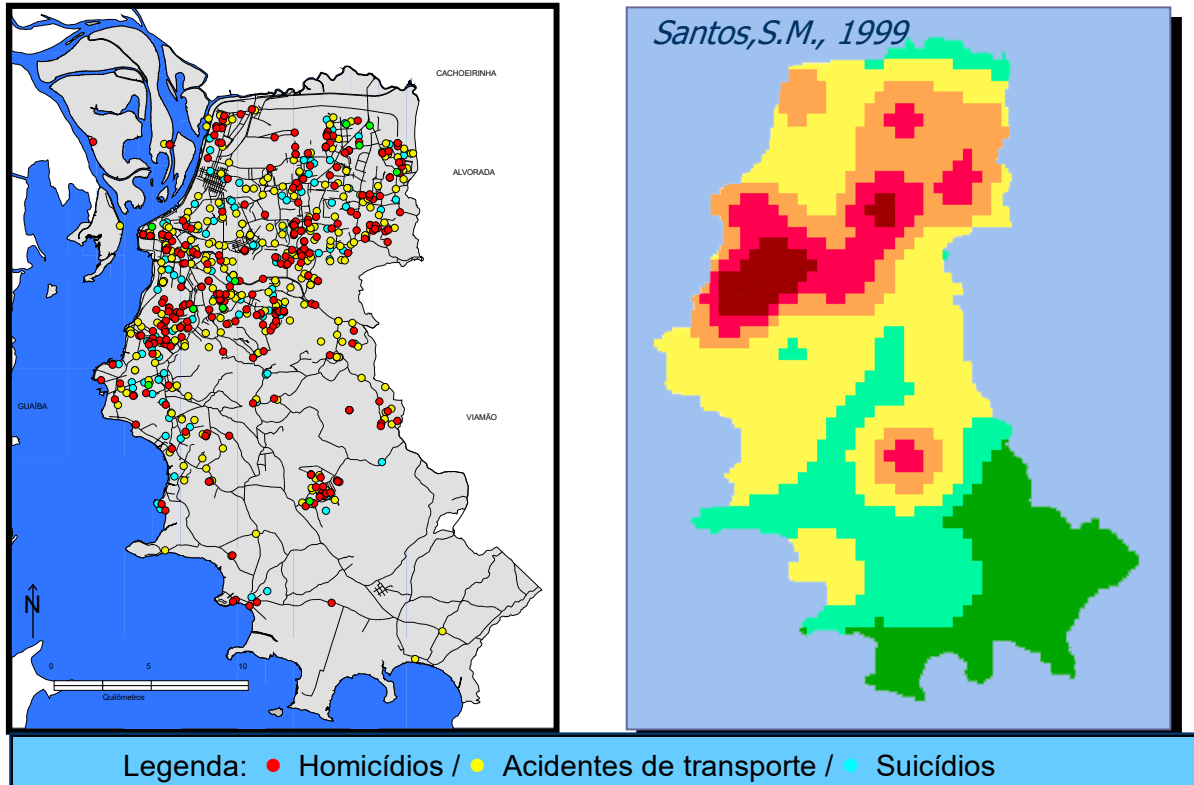 Santos,S.M., 1999
CACHOEIRINHA
ALVORADA
GUAÍBA
VIAMÃO
N
0 5 10
Quilômetros
Legenda: Homicídios / Acidentes de transporte / Suicídios